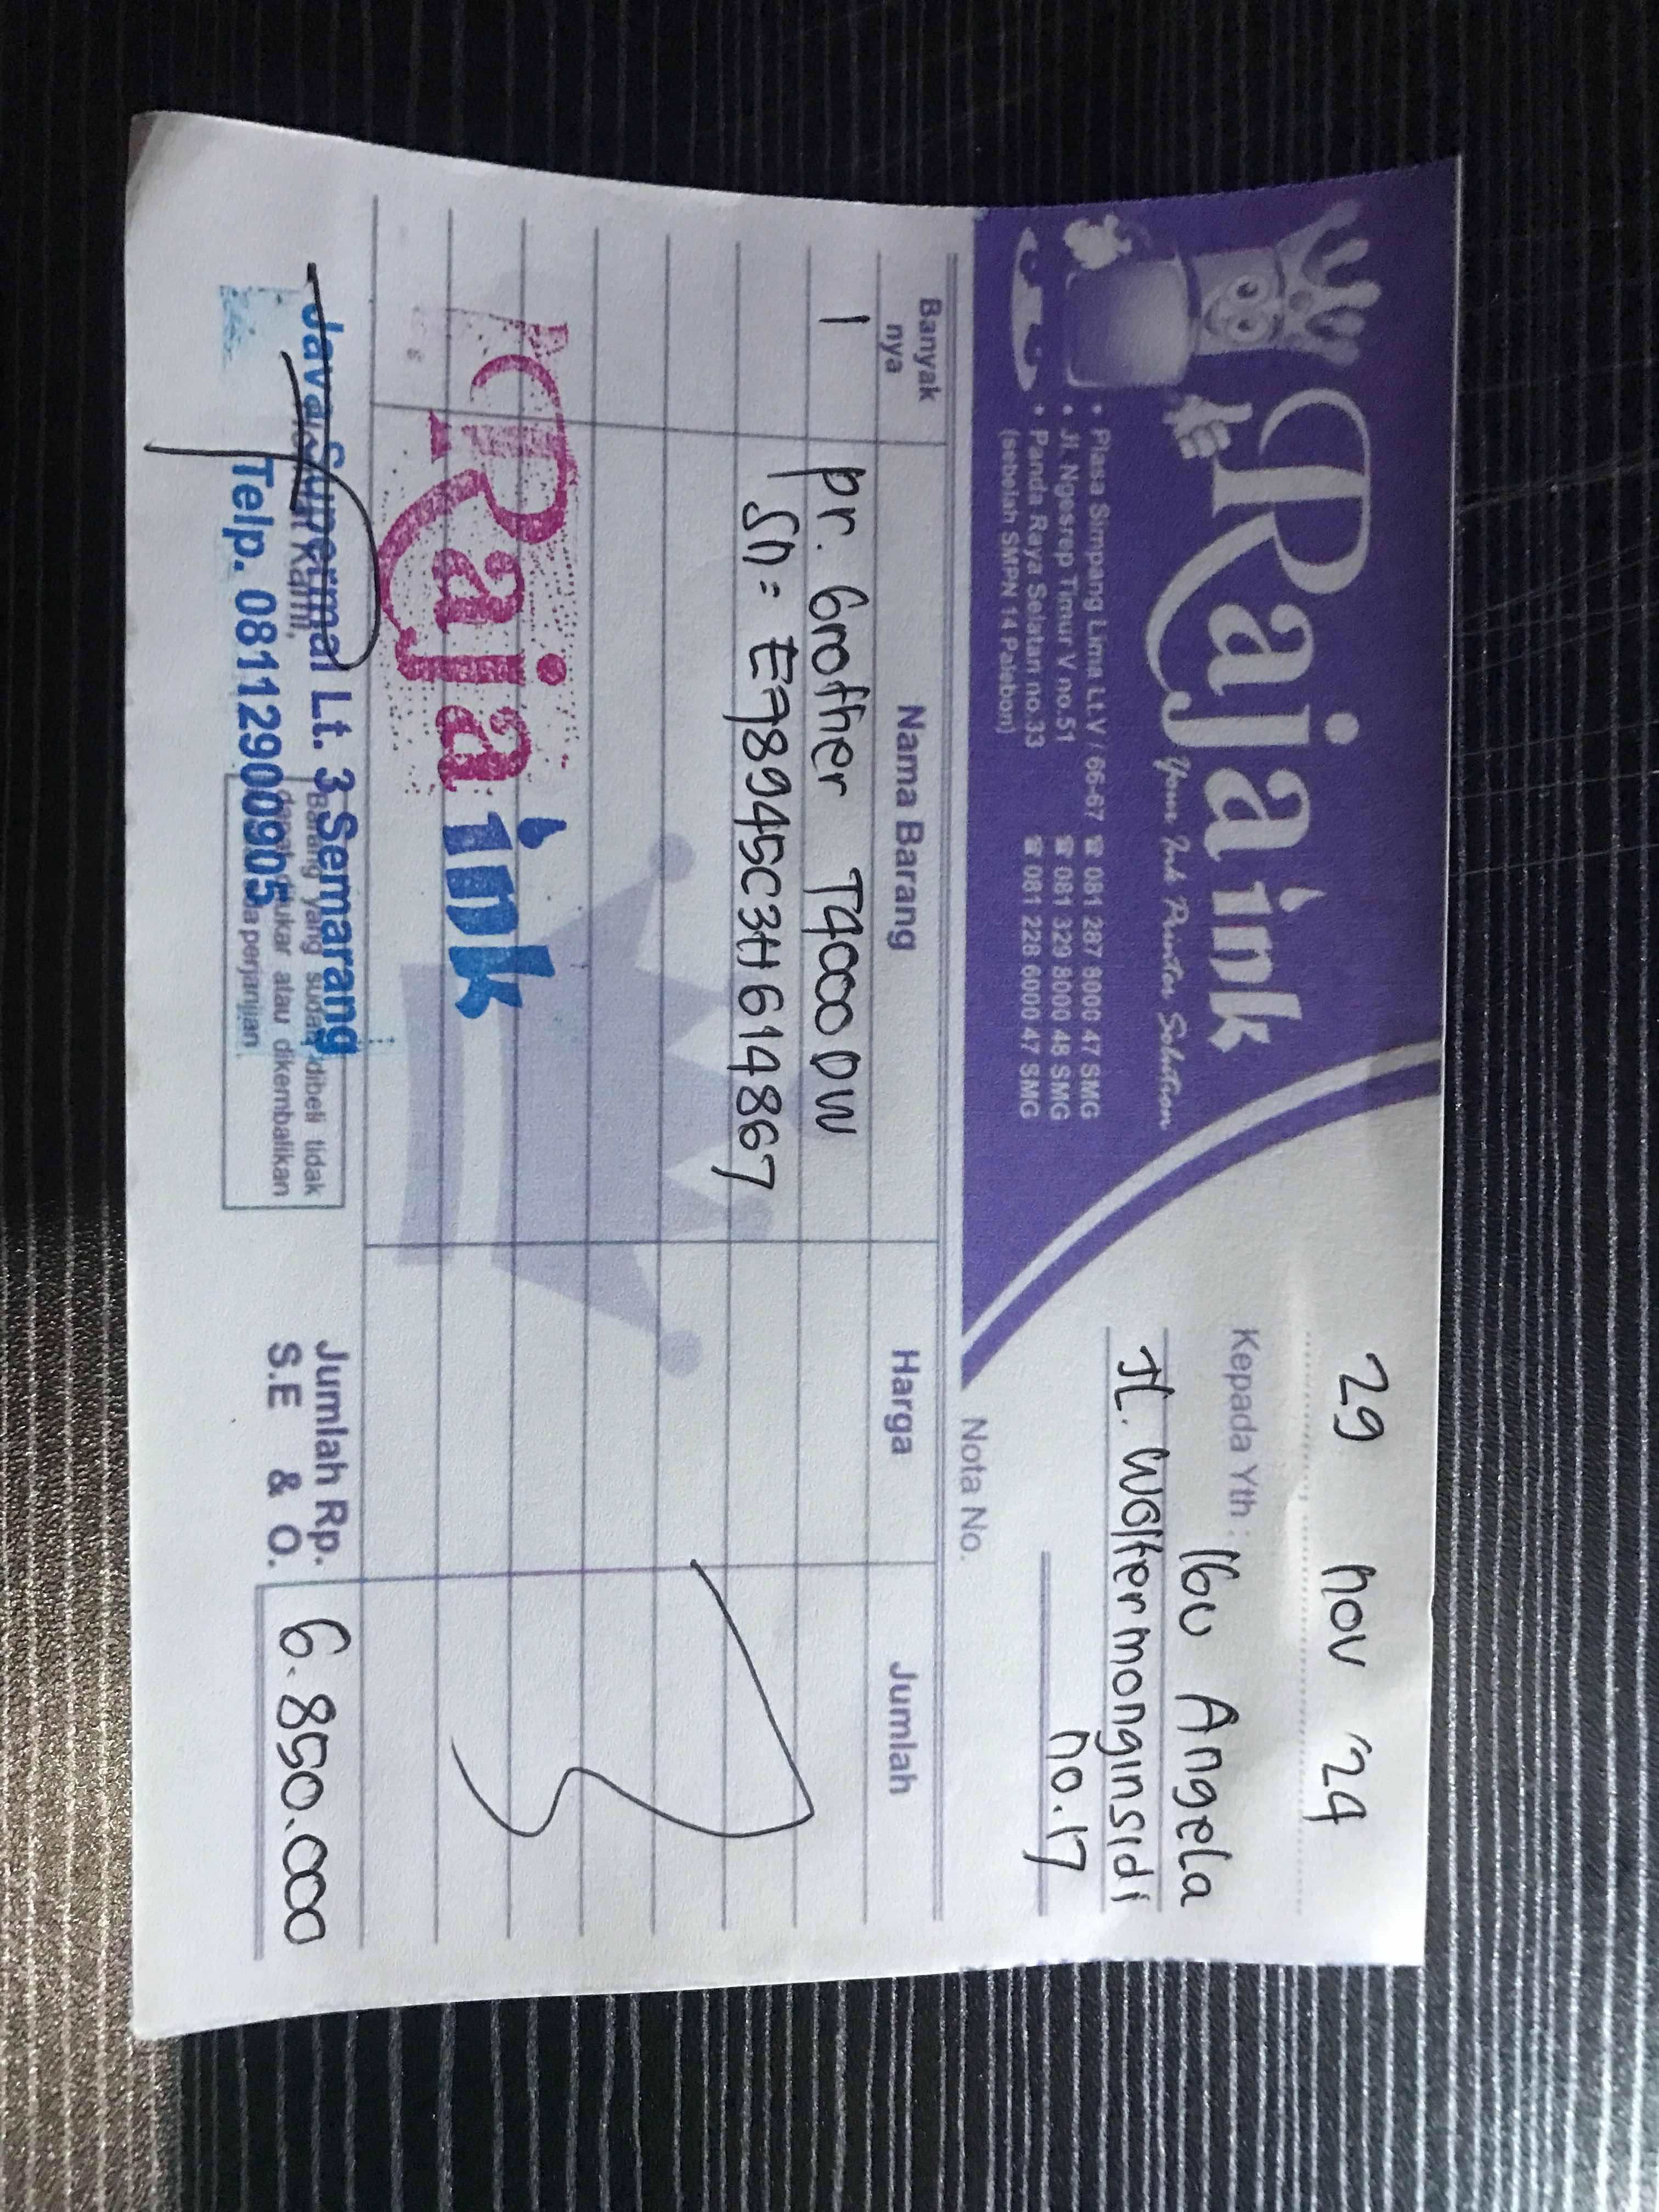 Raja ink
Your Ink Printer Solution
• Plasa Simpang Lima Lt.V / 66-67 ☎ 081 287 8000 47 SMG
• Jl. Ngesrep Timur V no.51 ☎ 081 329 8000 48 SMG
• Panda Raya Selatan no.33 ☎ 081 228 6000 47 SMG
(sebelah SMPN 14 Palebon)
29 nov '24
Kepada Yth : Ibu Angela
JL. Wolter monginsidi
no.17
Nota No.
Banyak nya Nama Barang Harga Jumlah
1 pr. Brother T4000DW
Sn = E78945C3H614867
Raja ink
Java Supermal Lt. 3 Semarang
Telp. 08112900905
Kami,
Barang yang sudah dibeli tidak
dapat ditukar atau dikembalikan
perjanjian
Jumlah Rp. 6.850.000
S.E & O.